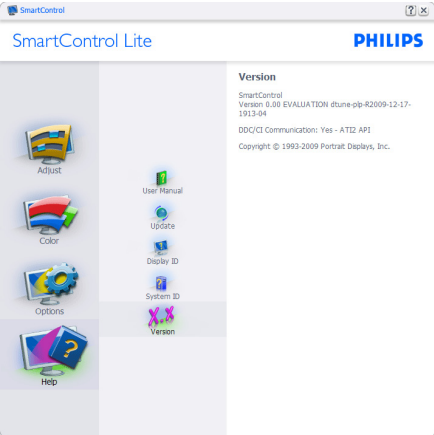 SmartControl
SmartControl Lite
PHILIPS
Adjust
Color
Options
Help
User Manual
Update
Display ID
System ID
X.X
Version
Version
SmartControl
Version 0.00 EVALUATION dtune-plp-R2009-12-17-
1913-04
DDC/CI Communication: Yes - ATI2 API
Copyright © 1993-2009 Portrait Displays, Inc.